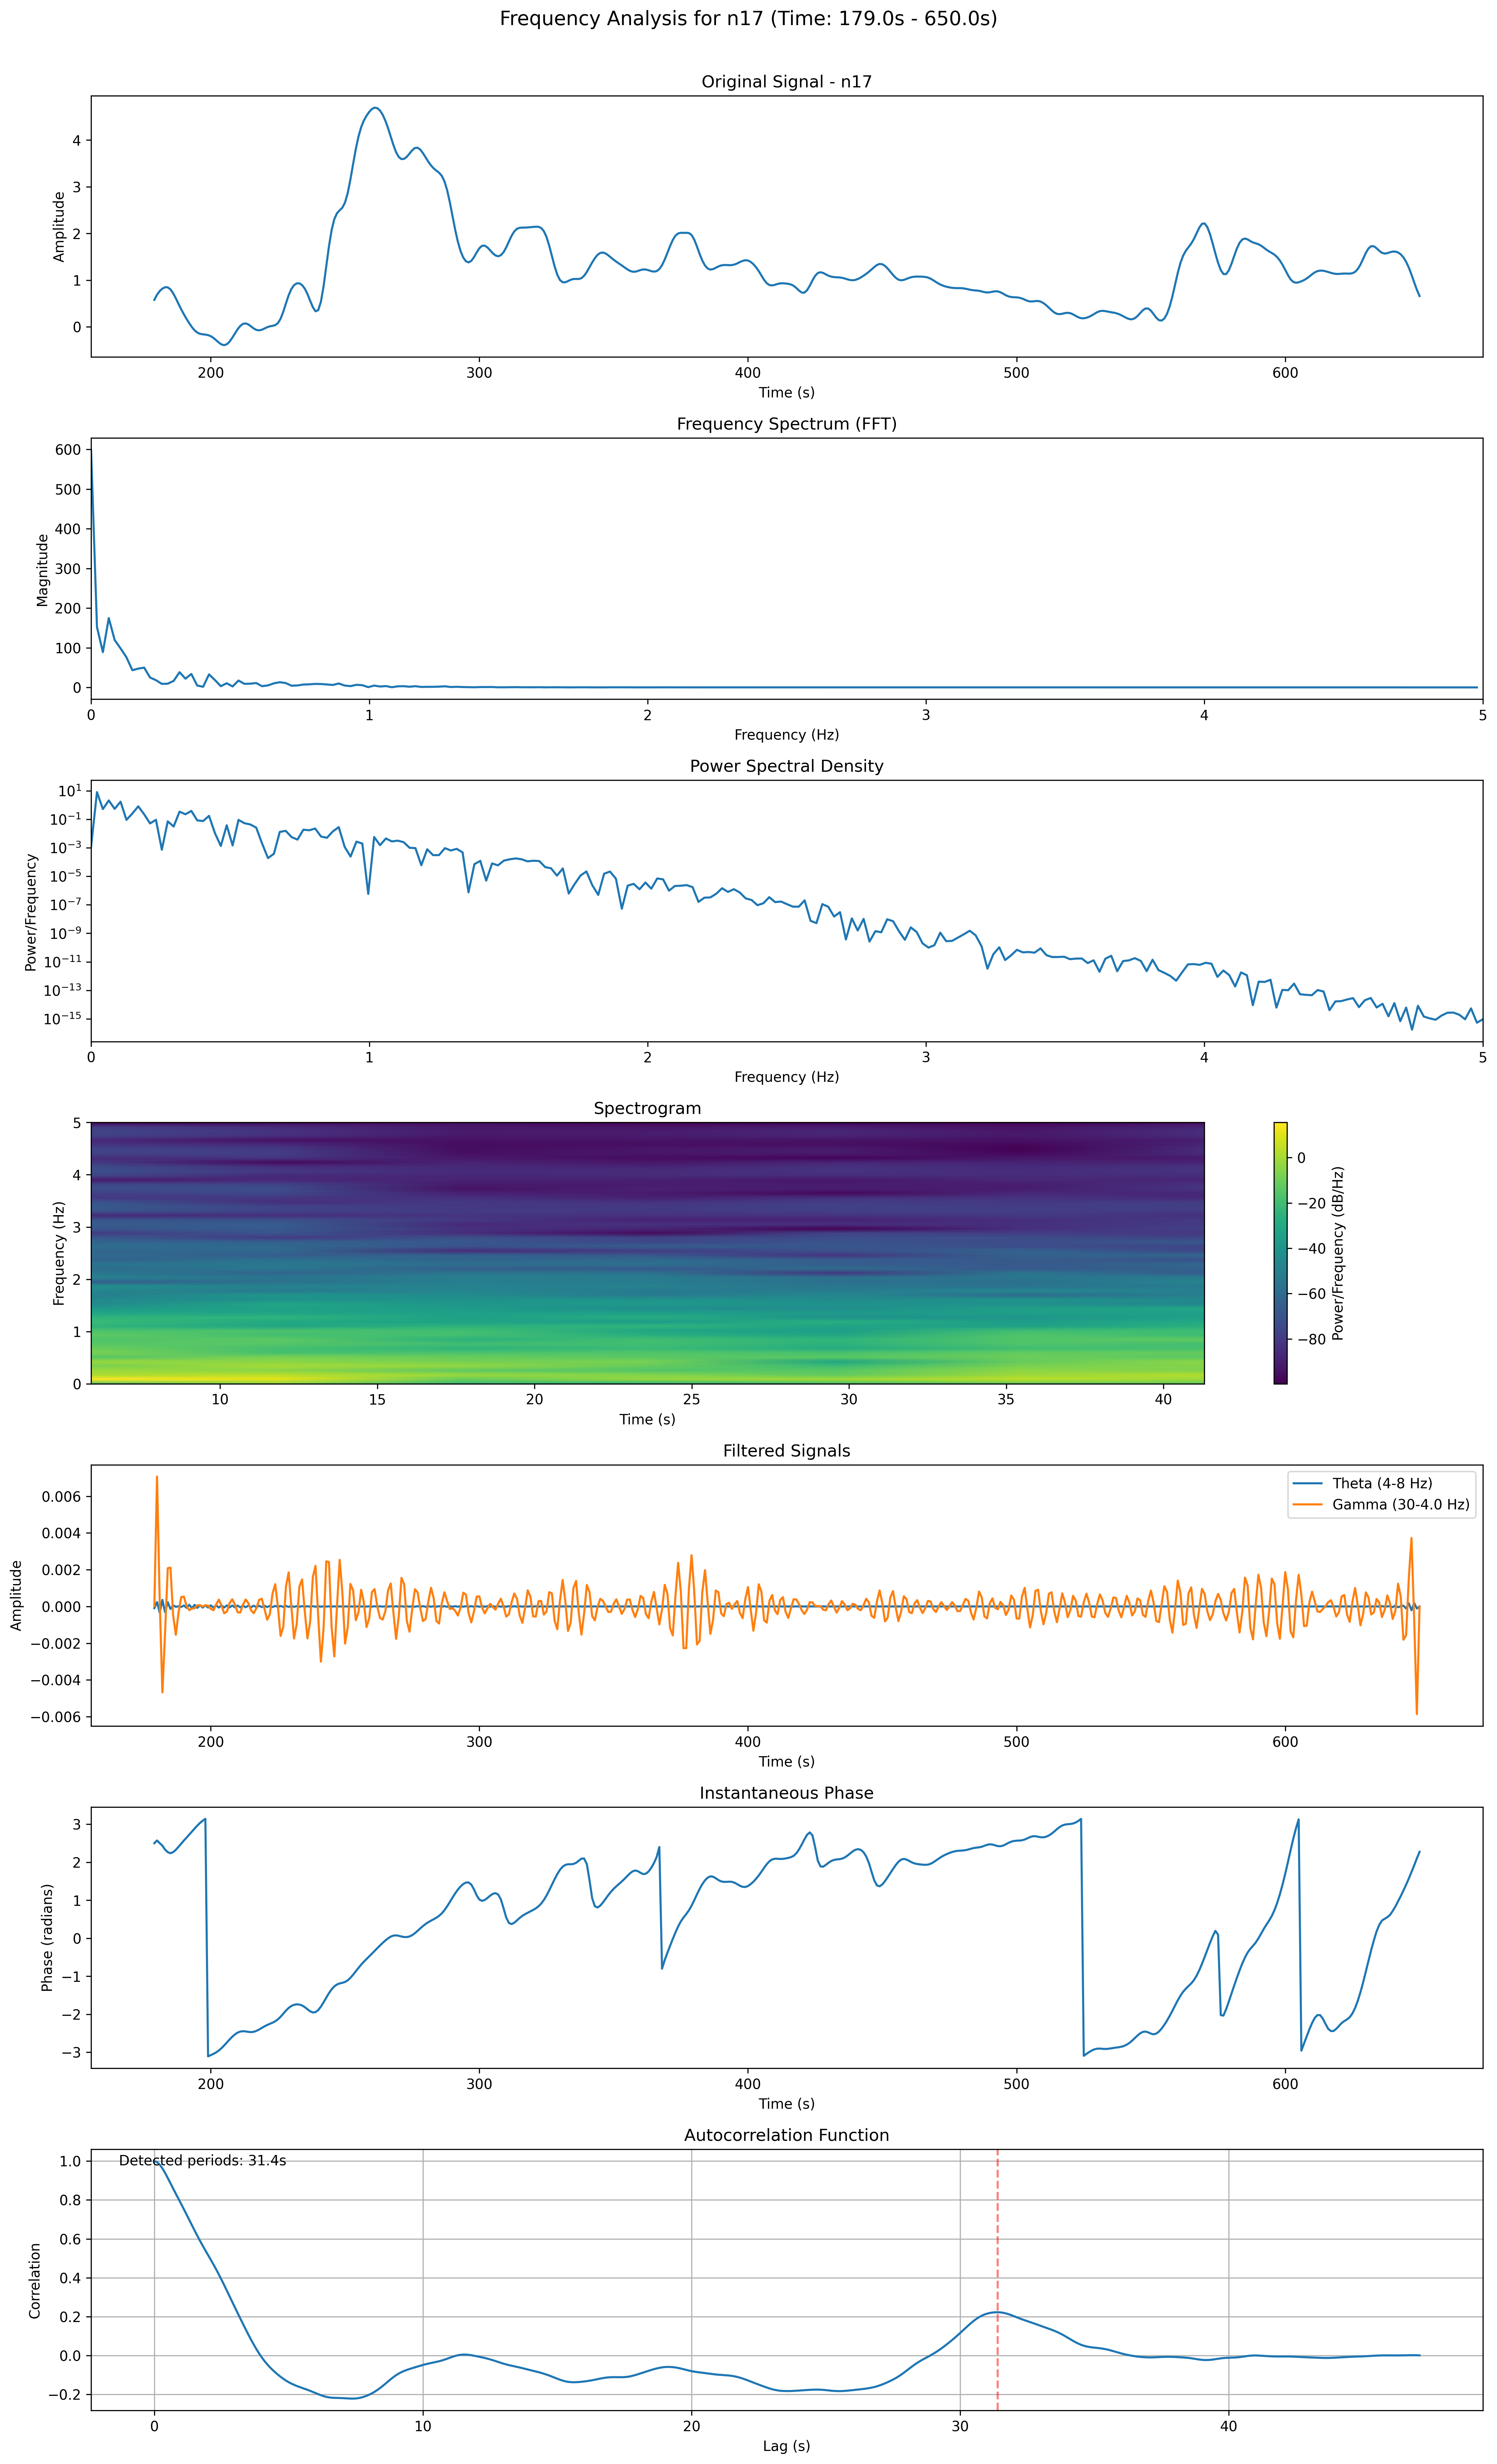 Frequency Analysis for n17 (Time: 179.0s - 650.0s)
Original Signal - n17
Amplitude
4
3
2
1
0
200 300 400 500 600
Time (s)
Frequency Spectrum (FFT)
Magnitude
600
500
400
300
200
100
0
0 1 2 3 4 5
Frequency (Hz)
Power Spectral Density
Power/Frequency
10¹
10⁻¹
10⁻³
10⁻⁵
10⁻⁷
10⁻⁹
10⁻¹¹
10⁻¹³
10⁻¹⁵
0 1 2 3 4 5
Frequency (Hz)
Spectrogram
Frequency (Hz)
5
4
3
2
1
0
10 15 20 25 30 35 40
Time (s)
0
−20
−40
−60
−80
Power/Frequency (dB/Hz)
Filtered Signals
Amplitude
0.006
0.004
0.002
0.000
−0.002
−0.004
−0.006
Theta (4-8 Hz)
Gamma (30-4.0 Hz)
200 300 400 500 600
Time (s)
Instantaneous Phase
Phase (radians)
3
2
1
0
−1
−2
−3
200 300 400 500 600
Time (s)
Autocorrelation Function
Detected periods: 31.4s
Correlation
1.0
0.8
0.6
0.4
0.2
0.0
−0.2
0 10 20 30 40
Lag (s)